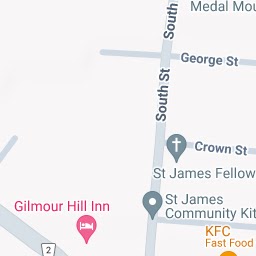 Medal Mou
South
George St
South St
Crown St
St James Fellow
St James
Community Kit
Gilmour Hill Inn
KFC
Fast Food
2